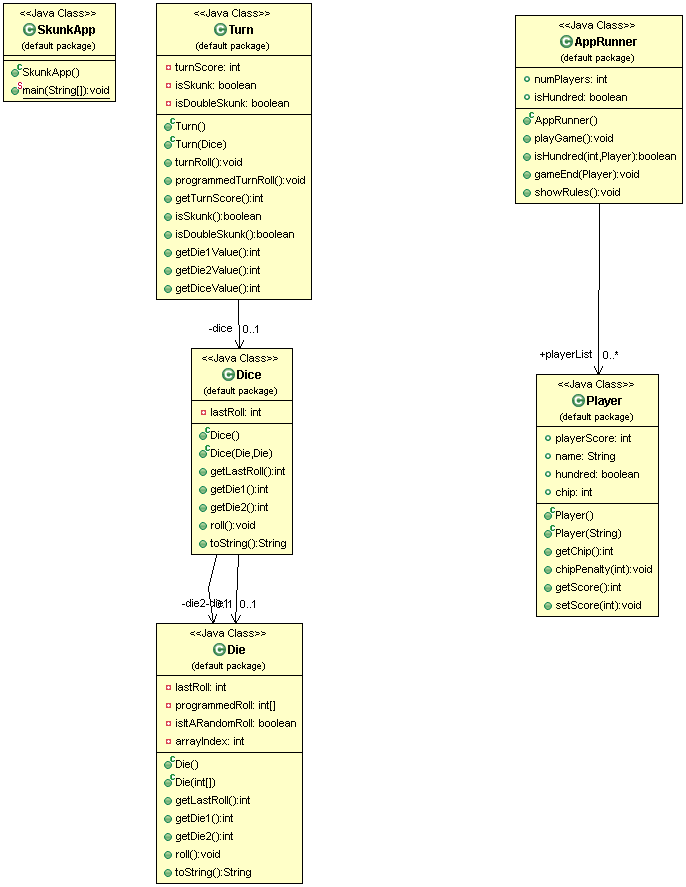 <<Java Class>>
SkunkApp
(default package)
SkunkApp()
main(String[]):void
<<Java Class>>
Turn
(default package)
turnScore: int
isSkunk: boolean
isDoubleSkunk: boolean
Turn()
Turn(Dice)
turnRoll():void
programmedTurnRoll():void
getTurnScore():int
isSkunk():boolean
isDoubleSkunk():boolean
getDie1Value():int
getDie2Value():int
getDiceValue():int
-dice 0..1
<<Java Class>>
Dice
(default package)
lastRoll: int
Dice()
Dice(Die,Die)
getLastRoll():int
getDie1():int
getDie2():int
roll():void
toString():String
-die2 -die1 0..1
<<Java Class>>
Die
(default package)
lastRoll: int
programmedRoll: int[]
isItARandomRoll: boolean
arrayIndex: int
Die()
Die(int[])
getLastRoll():int
getDie1():int
getDie2():int
roll():void
toString():String
<<Java Class>>
AppRunner
(default package)
numPlayers: int
isHundred: boolean
AppRunner()
playGame():void
isHundred(int,Player):boolean
gameEnd(Player):void
showRules():void
+playerList 0..*
<<Java Class>>
Player
(default package)
playerScore: int
name: String
hundred: boolean
chip: int
Player()
Player(String)
getChip():int
chipPenalty(int):void
getScore():int
setScore(int):void